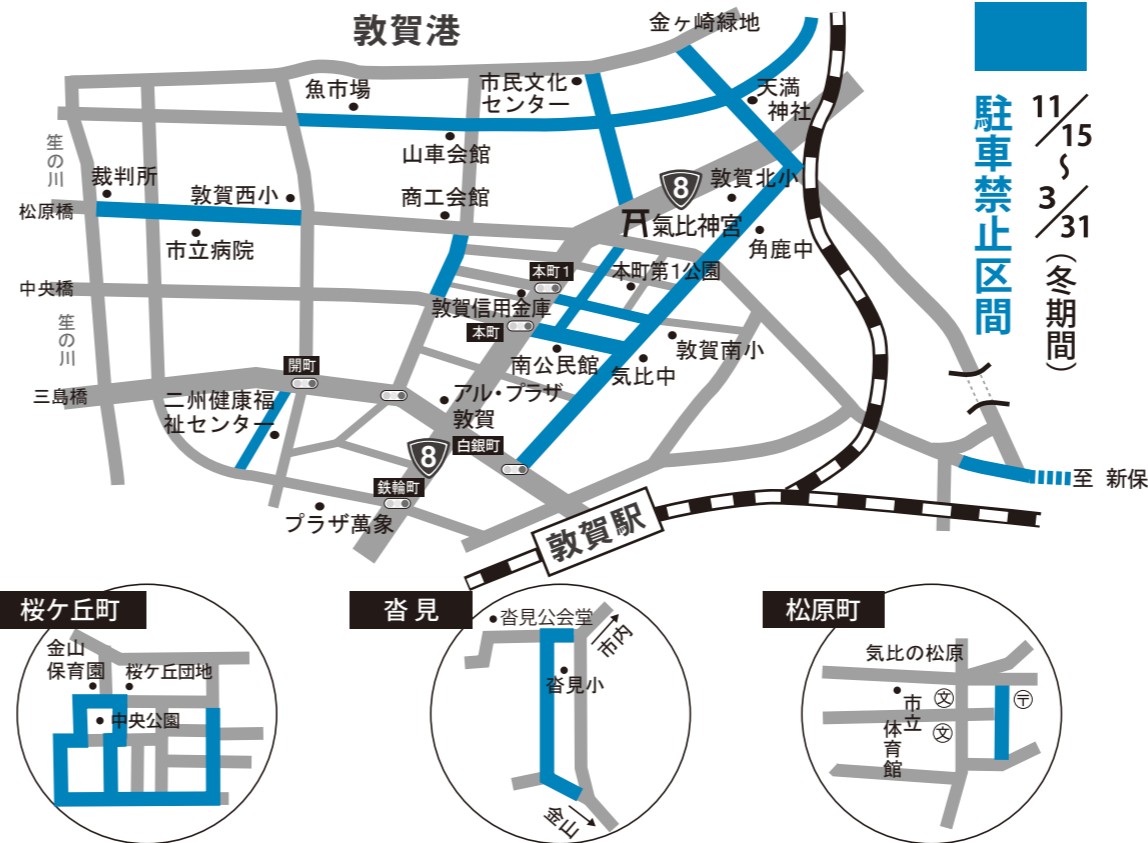 敦賀港
金ヶ崎緑地
11/15～3/31(冬期間)
駐車禁止区間
魚市場
市民文化
センター
天満
神社
山車会館
笙の川
裁判所
敦賀西小
商工会館
8
敦賀北小
松原橋
市立病院
氣比神宮
角鹿中
本町1
本町第1公園
中央橋
敦賀信用金庫
本町
笙の川
南公民館
敦賀南小
気比中
開町
三島橋
二州健康福
祉センター
アル・プラザ
敦賀
白銀町
8
鉄輪町
至 新保
プラザ萬象
敦賀駅
桜ケ丘町
金山
保育園
桜ケ丘団地
中央公園
沓見
沓見公会堂
市内
沓見小
金山
松原町
気比の松原
市立
体育館
文
文
〒